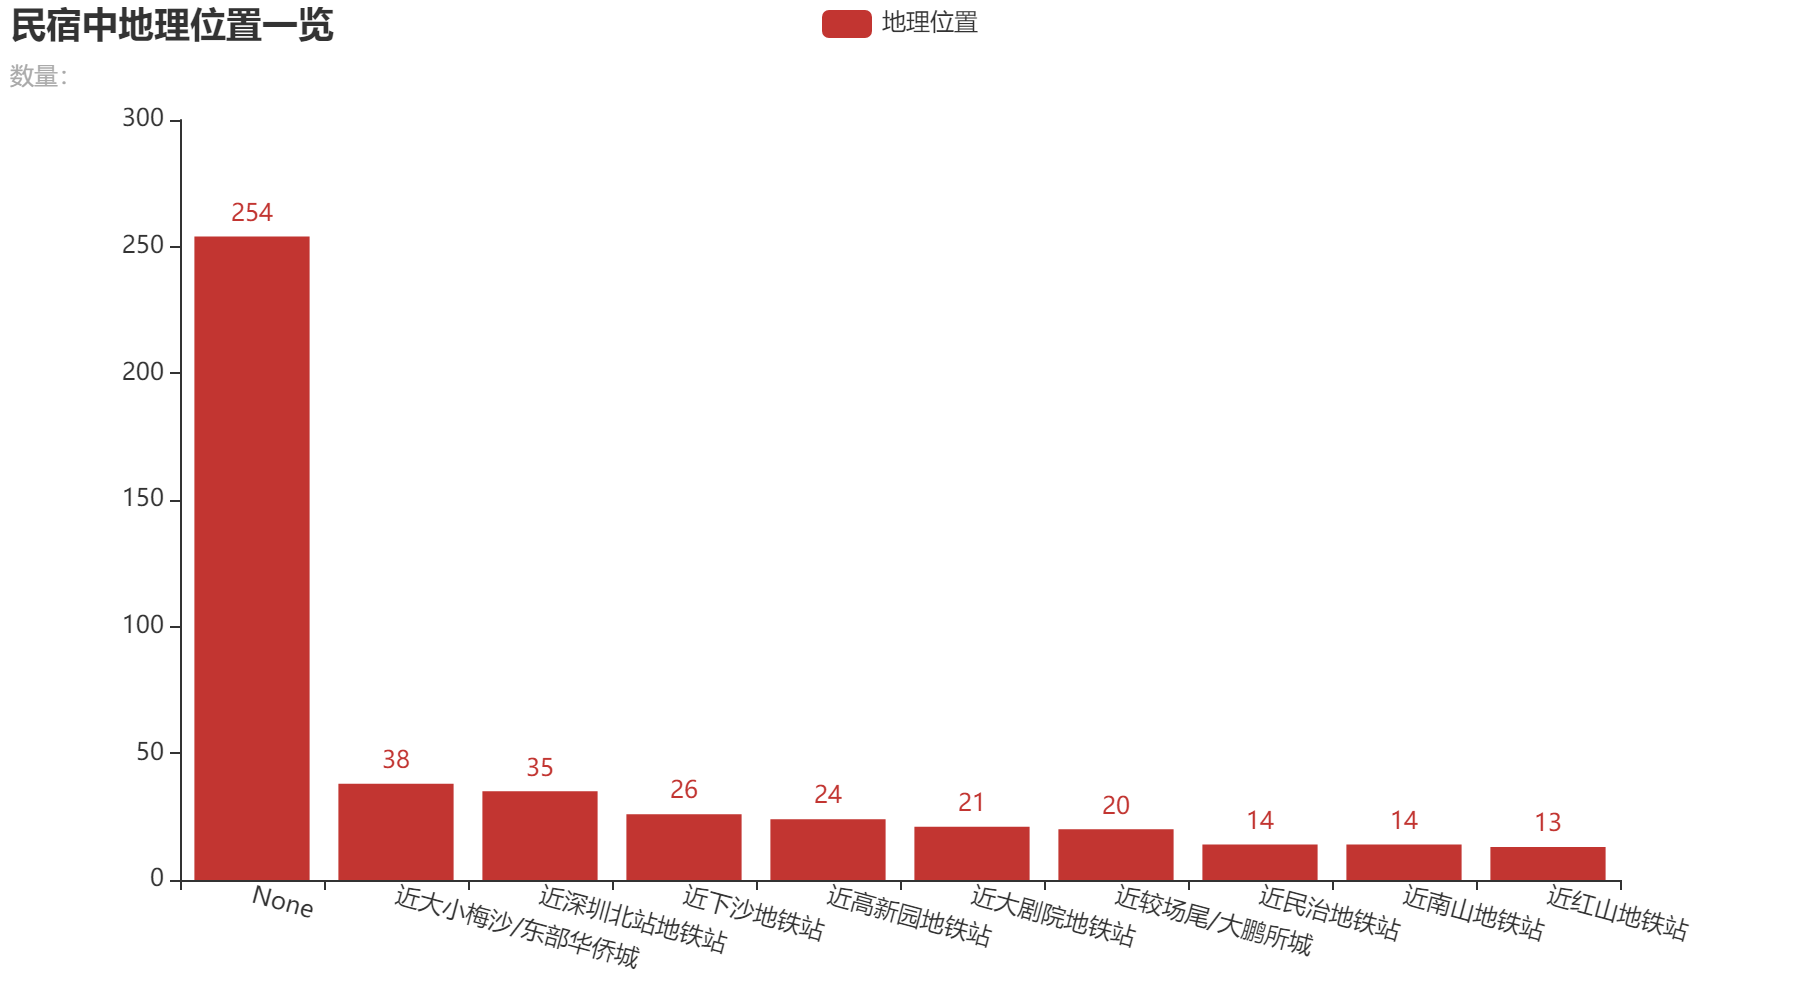 民宿中地理位置一览
地理位置
数量：
300
250
200
150
100
50
0
254
38
35
26
24
21
20
14
14
13
None
近大小梅沙/东部华侨城
近深圳北站地铁站
近下沙地铁站
近高新园地铁站
近大剧院地铁站
近较场尾/大鹏所城
近民治地铁站
近南山地铁站
近红山地铁站